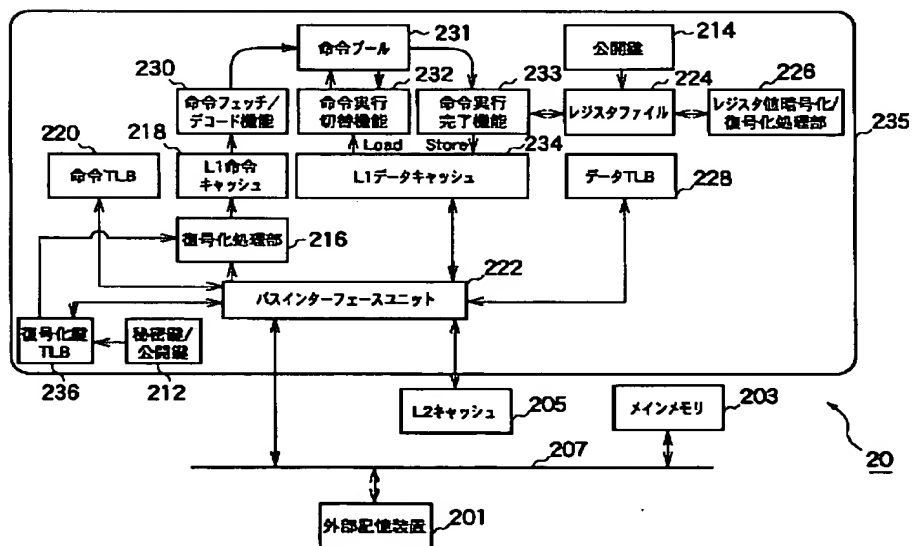 命令プール
231
公開鍵
214
230
232
233
224
226
命令フェッチ/
デコード機能
命令実行
切替機能
命令実行
完了機能
レジスタファイル
レジスタ値暗号化/
復号化処理部
235
220
218
Load
Store
234
命令TLB
L1命令
キャッシュ
L1データキャッシュ
データTLB
228
復号化処理部
216
222
バスインターフェースユニット
復号化鍵
TLB
秘密鍵/
公開鍵
236
212
L2キャッシュ
205
メインメモリ
203
207
20
外部記憶装置
201